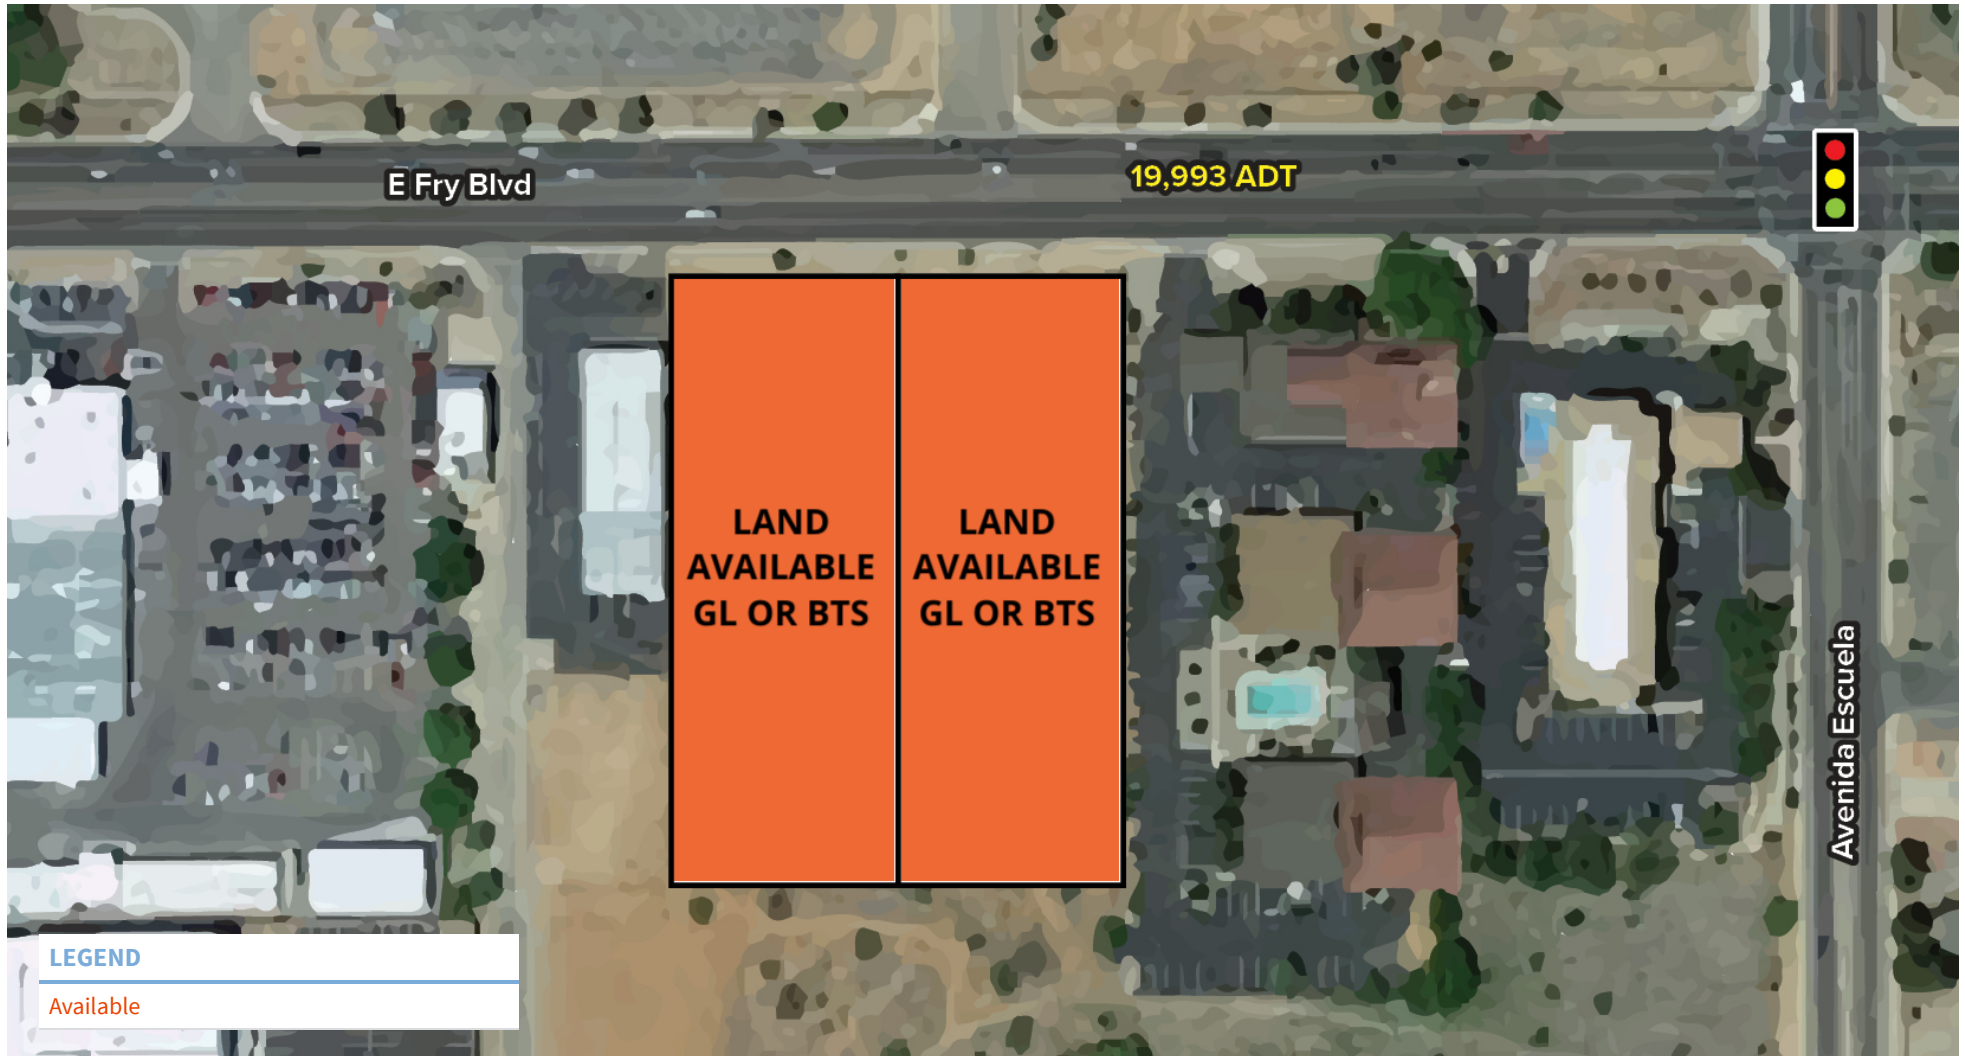 E Fry Blvd
19,993 ADT
LAND
AVAILABLE
GL OR BTS
LAND
AVAILABLE
GL OR BTS
Avenida Escuela
LEGEND
Available